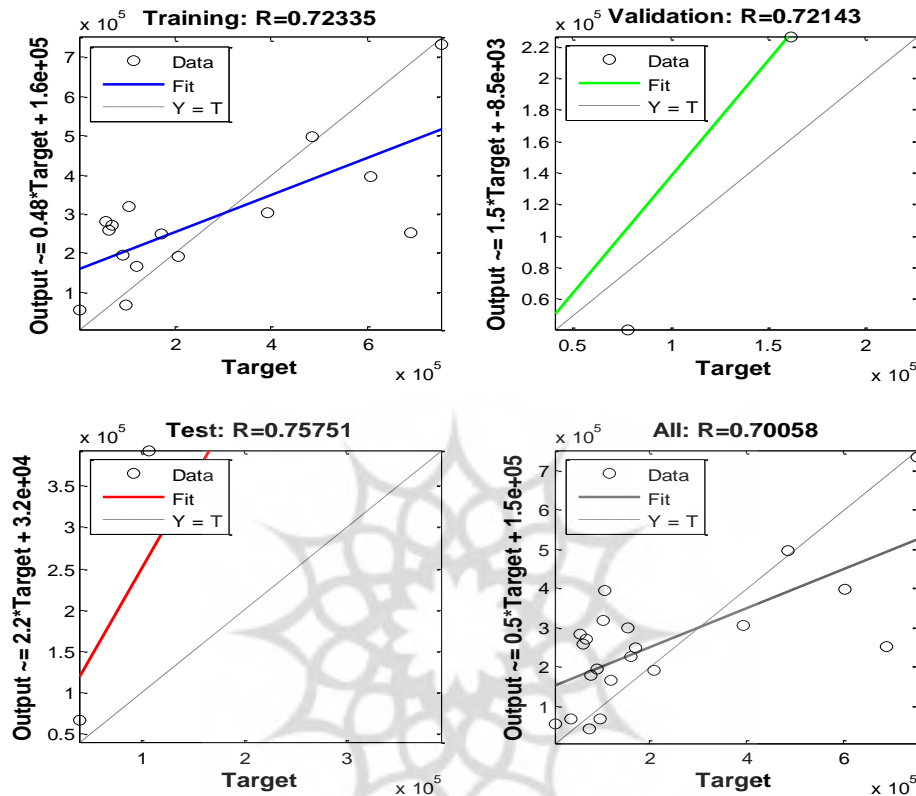 Training: R=0.72335
x 10^5
Output ~= 0.48*Target + 1.6e+05
7
6
5
4
3
2
1
Data
Fit
Y = T
2 4 6
Target
x 10^5
Validation: R=0.72143
x 10^5
Output ~= 1.5*Target + -8.5e+03
2.2
2
1.8
1.6
1.4
1.2
1
0.8
0.6
Data
Fit
Y = T
0.5 1 1.5 2
Target
x 10^5
Test: R=0.75751
x 10^5
Output ~= 2.2*Target + 3.2e+04
3.5
3
2.5
2
1.5
1
0.5
Data
Fit
Y = T
1 2 3
Target
x 10^5
All: R=0.70058
x 10^5
Output ~= 0.5*Target + 1.5e+05
7
6
5
4
3
2
1
Data
Fit
Y = T
2 4 6
Target
x 10^5